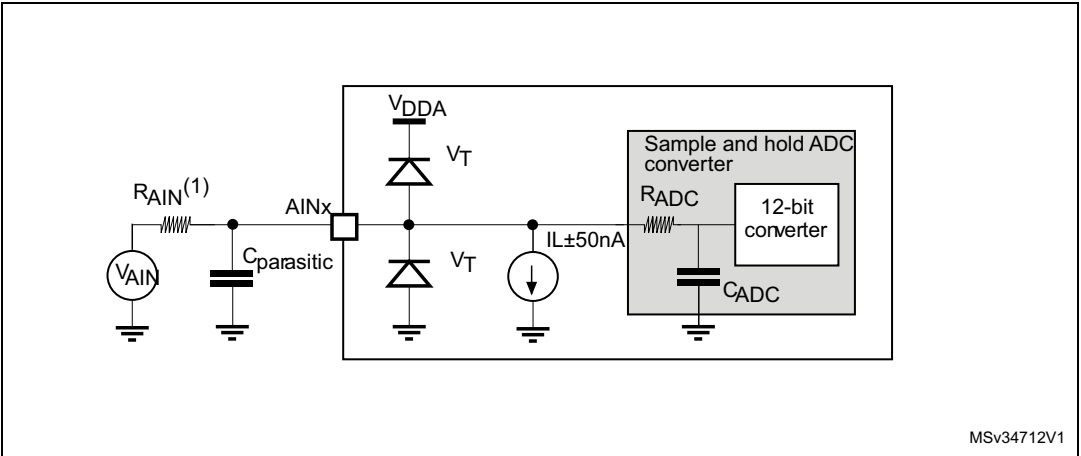 VDDA
VT
Sample and hold ADC
converter
RAIN(1)
AINx
RADC
12-bit
converter
IL±50nA
VAIN
Cparasitic
VT
CADC
MSv34712V1